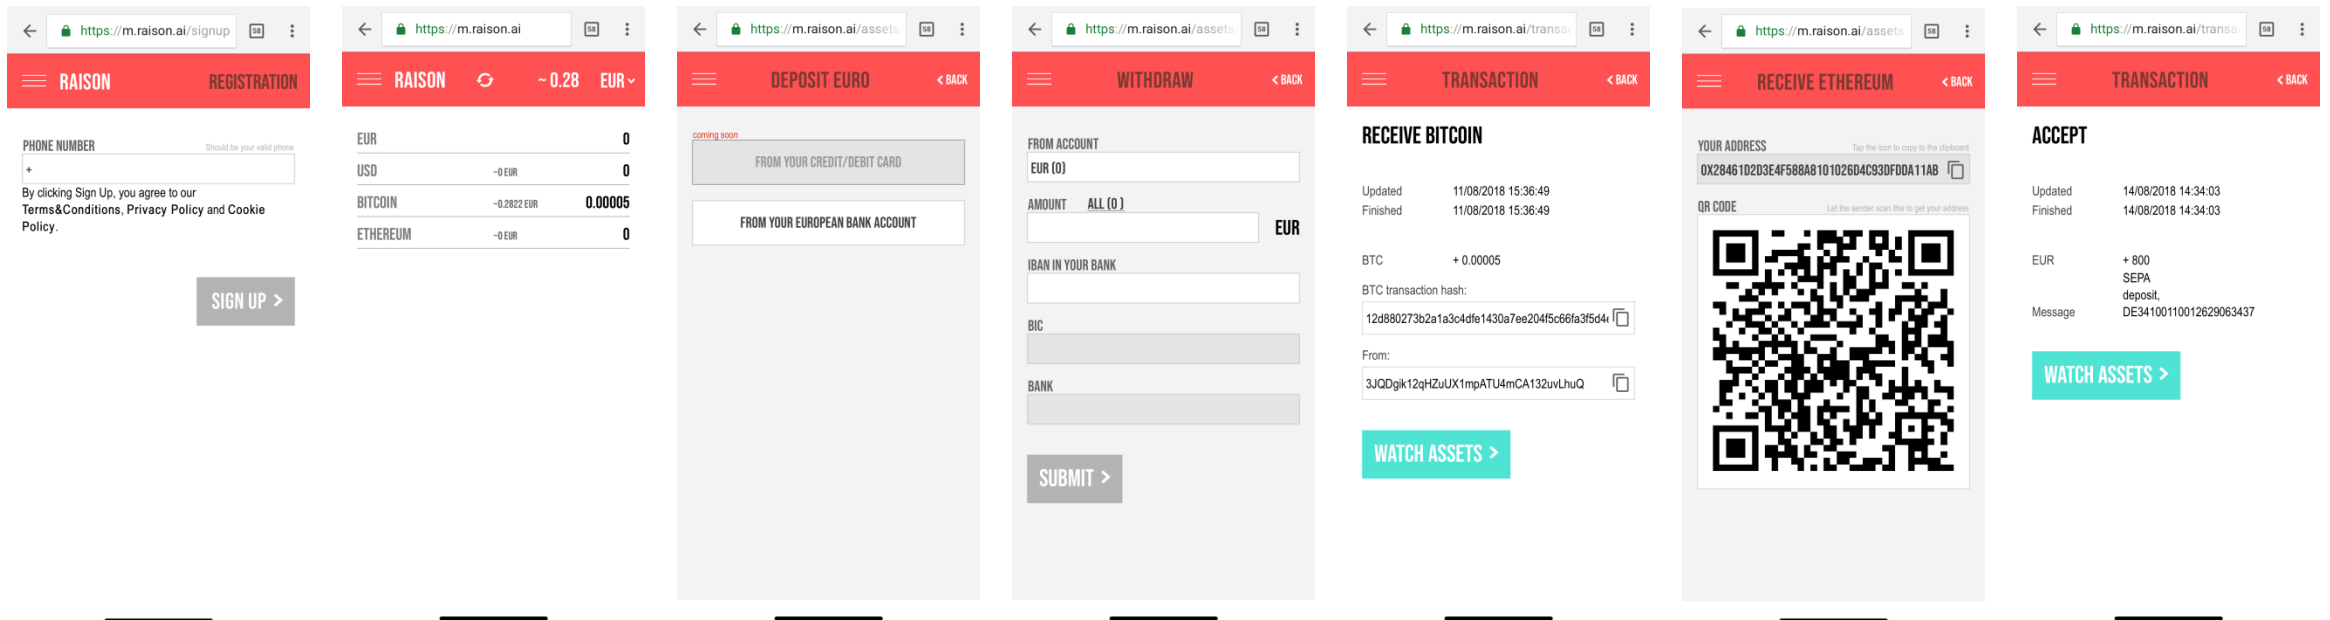 https://m.raison.ai/signup
58
RAISON
REGISTRATION
PHONE NUMBER
Should be your valid phone
+
By clicking Sign Up, you agree to our
Terms&Conditions, Privacy Policy and Cookie
Policy.
SIGN UP >
https://m.raison.ai
58
RAISON
~ 0.28
EUR
EUR 0
USD ~0 EUR 0
BITCOIN ~0.2822 EUR 0.00005
ETHEREUM ~0 EUR 0
https://m.raison.ai/assets
58
DEPOSIT EURO
< BACK
coming soon
FROM YOUR CREDIT/DEBIT CARD
FROM YOUR EUROPEAN BANK ACCOUNT
https://m.raison.ai/assets
58
WITHDRAW
< BACK
FROM ACCOUNT
EUR (0)
AMOUNT ALL (0 )
EUR
IBAN IN YOUR BANK
BIC
BANK
SUBMIT >
https://m.raison.ai/transac
58
TRANSACTION
< BACK
RECEIVE BITCOIN
Updated 11/08/2018 15:36:49
Finished 11/08/2018 15:36:49
BTC + 0.00005
BTC transaction hash:
12d880273b2a1a3c4dfe1430a7ee204f5c66fa3f5d4
From:
3JQDgik12qHZuUX1mpATU4mCA132uvLhuQ
https://m.raison.ai/assets
WATCH ASSETS >
58
RECEIVE ETHEREUM
< BACK
YOUR ADDRESS
Tap the icon to copy to the clipboard
0X28461D2D3E4F588A8101026D4C93DFDDA11AB
QR CODE
Let the sender scan this to get your address
https://m.raison.ai/transac
58
TRANSACTION
< BACK
ACCEPT
Updated 14/08/2018 14:34:03
Finished 14/08/2018 14:34:03
EUR + 800
SEPA
deposit,
Message DE34100110012629063437
WATCH ASSETS >